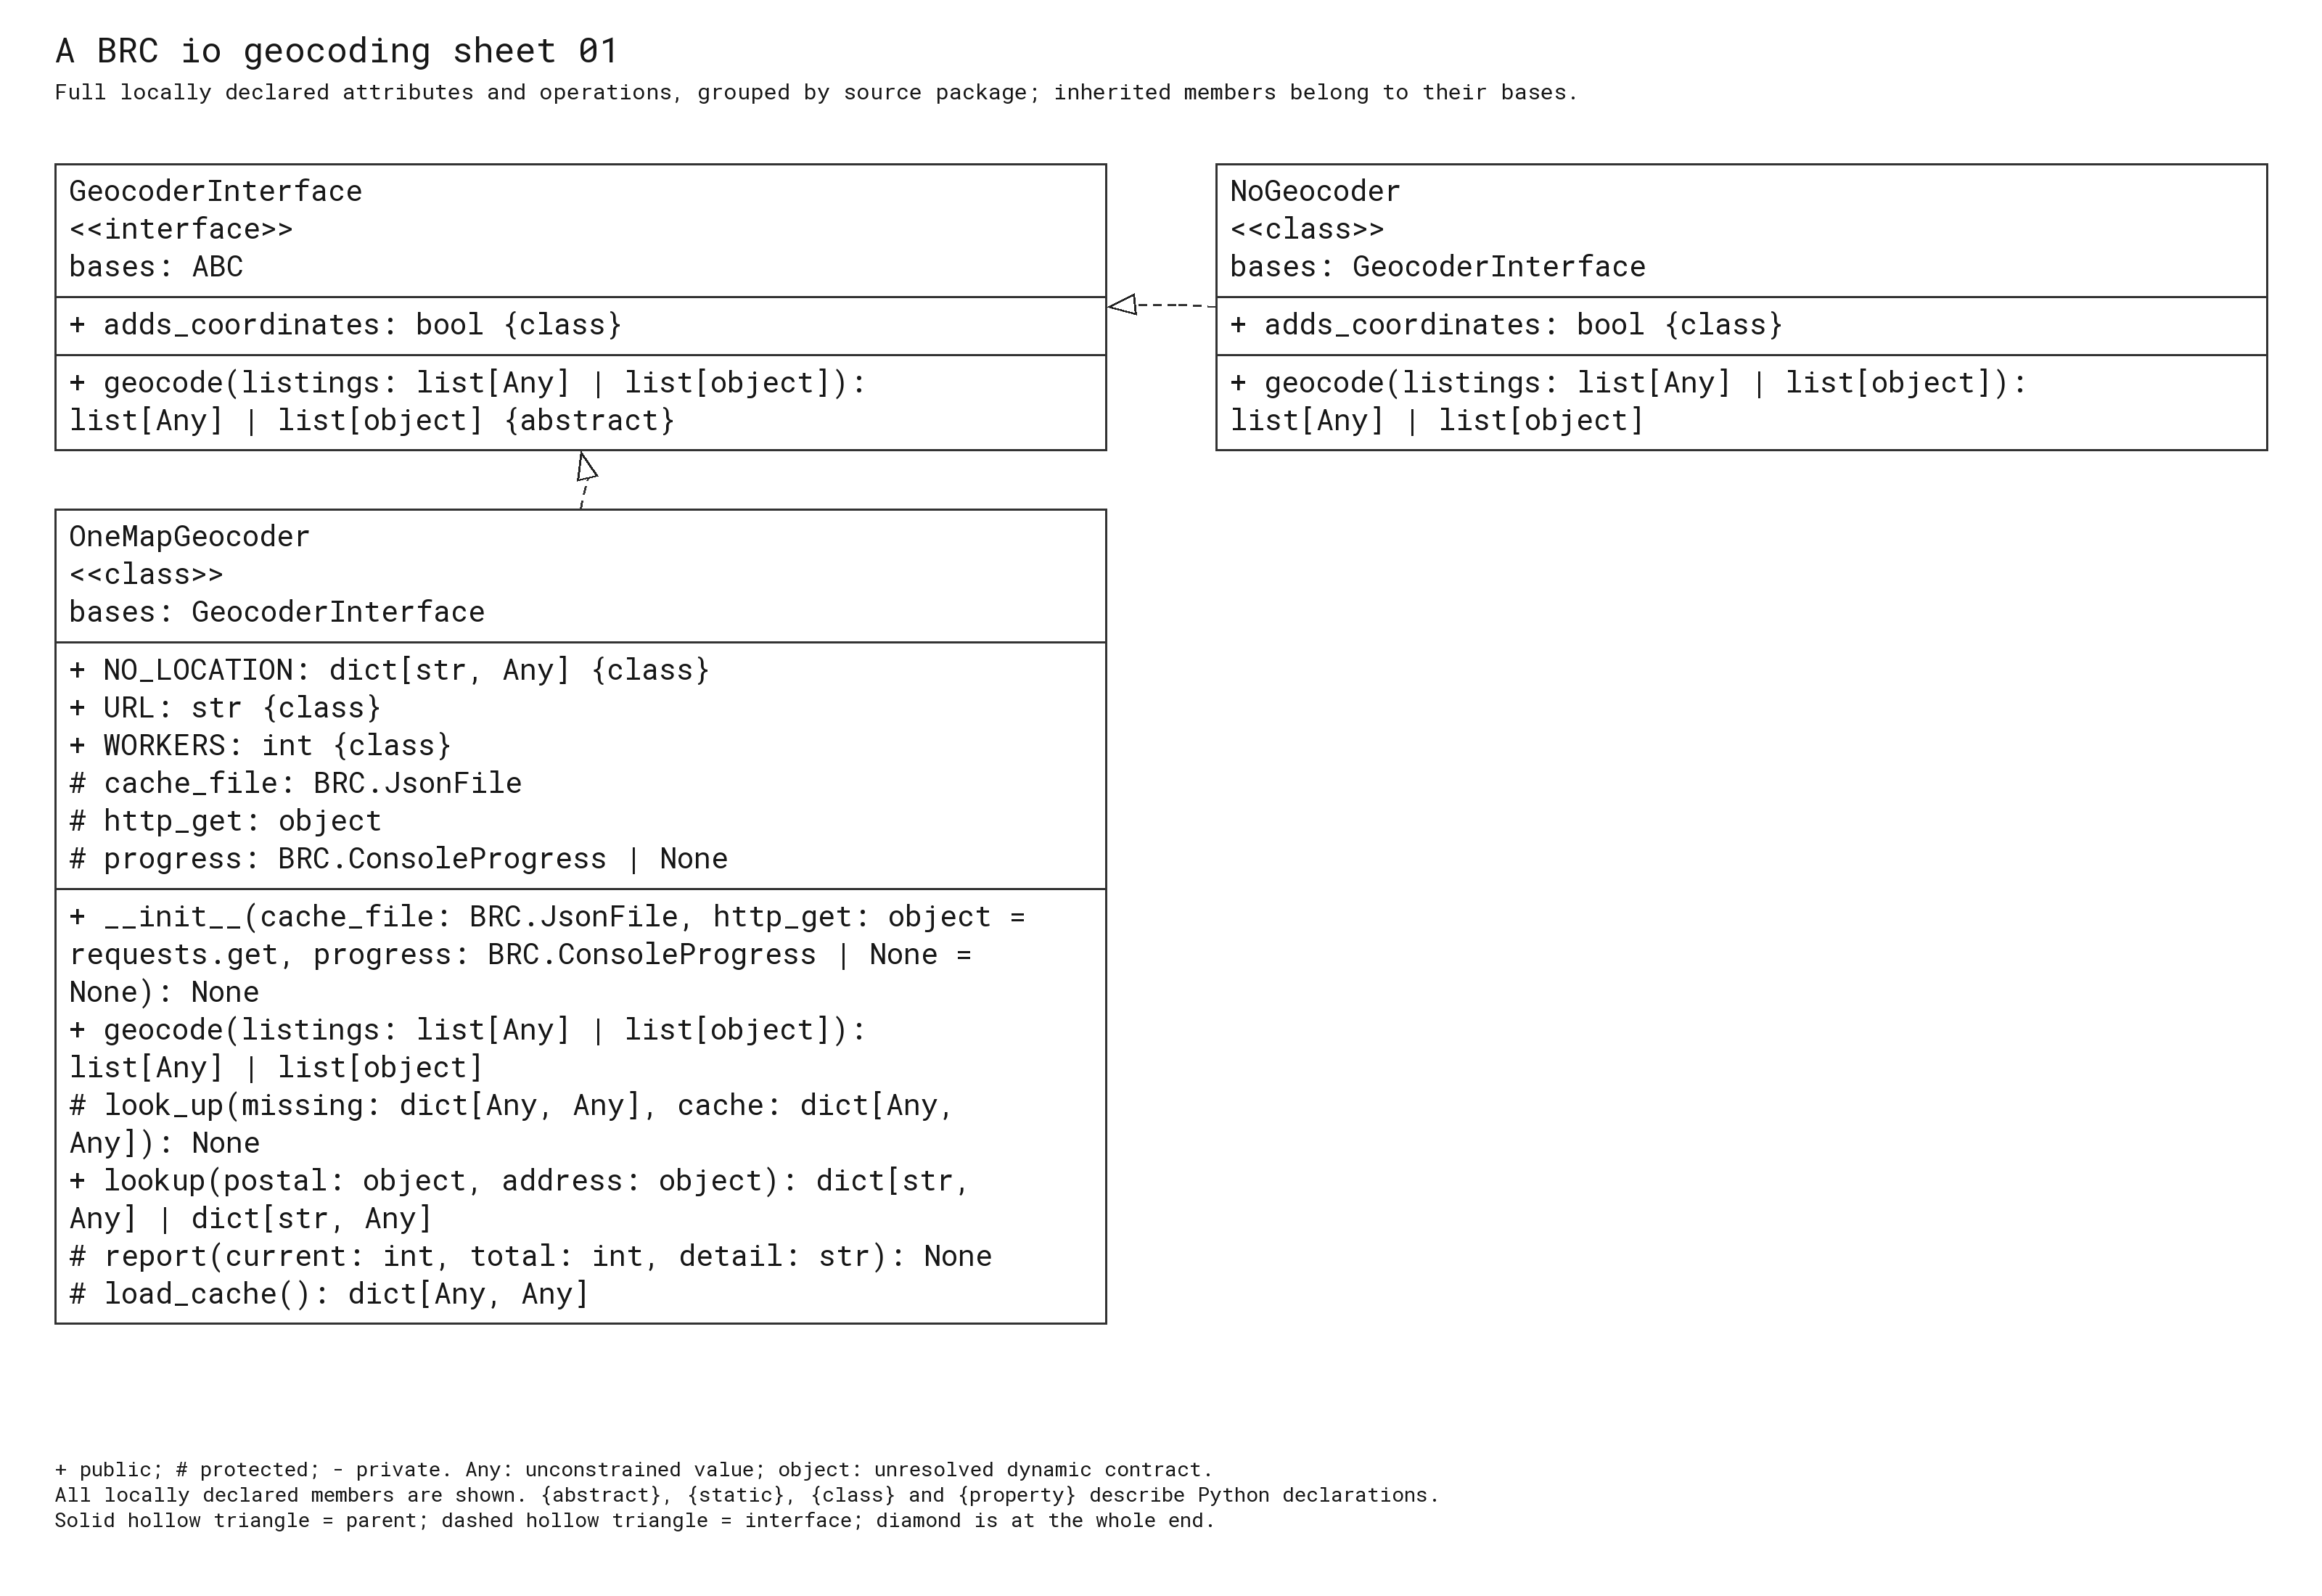 A BRC io geocoding sheet 01
Full locally declared attributes and operations, grouped by source package; inherited members belong to their bases.
GeocoderInterface
<<interface>>
bases: ABC
+ adds_coordinates: bool {class}
+ geocode(listings: list[Any] | list[object]):
list[Any] | list[object] {abstract}
NoGeocoder
<<class>>
bases: GeocoderInterface
+ adds_coordinates: bool {class}
+ geocode(listings: list[Any] | list[object]):
list[Any] | list[object]
OneMapGeocoder
<<class>>
bases: GeocoderInterface
+ NO_LOCATION: dict[str, Any] {class}
+ URL: str {class}
+ WORKERS: int {class}
# cache_file: BRC.JsonFile
# http_get: object
# progress: BRC.ConsoleProgress | None
+ __init__(cache_file: BRC.JsonFile, http_get: object =
requests.get, progress: BRC.ConsoleProgress | None =
None): None
+ geocode(listings: list[Any] | list[object]):
list[Any] | list[object]
# look_up(missing: dict[Any, Any], cache: dict[Any,
Any]): None
+ lookup(postal: object, address: object): dict[str,
Any] | dict[str, Any]
# report(current: int, total: int, detail: str): None
# load_cache(): dict[Any, Any]
+ public; # protected; - private. Any: unconstrained value; object: unresolved dynamic contract.
All locally declared members are shown. {abstract}, {static}, {class} and {property} describe Python declarations.
Solid hollow triangle = parent; dashed hollow triangle = interface; diamond is at the whole end.